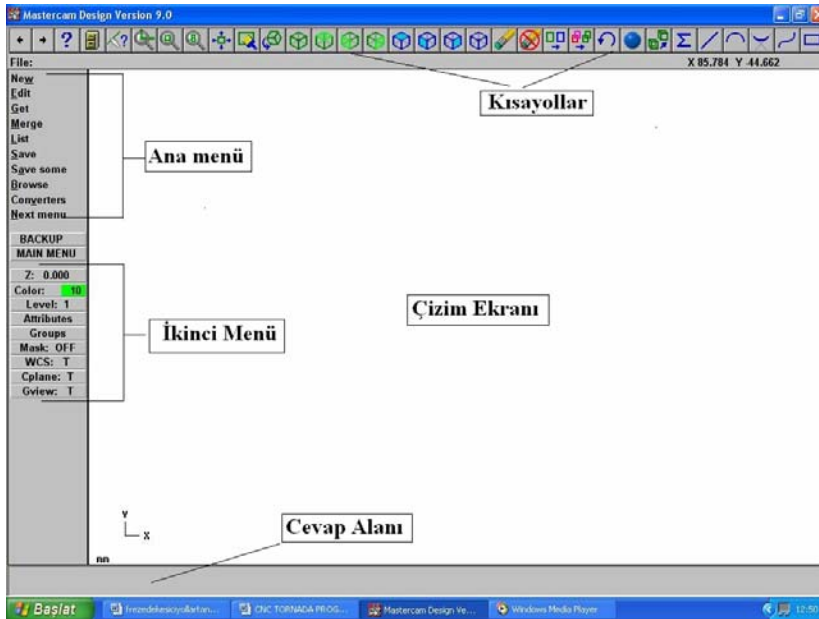 Mastercam Design Version 9.0
File:
X 85.784 Y -44.662
New
Edit
Get
Merge
List
Save
Save some
Browse
Converters
Next menu
BACKUP
MAIN MENU
Z: 0.000
Color: 10
Level: 1
Attributes
Groups
Mask: OFF
WCS: T
Cplane: T
Gview: T
Kısayollar
Ana menü
Çizim Ekranı
İkinci Menü
Cevap Alanı
Y
X
Başlat
frezedekesiciyollartan...
CNC TORNADA PROG...
Mastercam Design Ve...
Windows Media Player
12:50